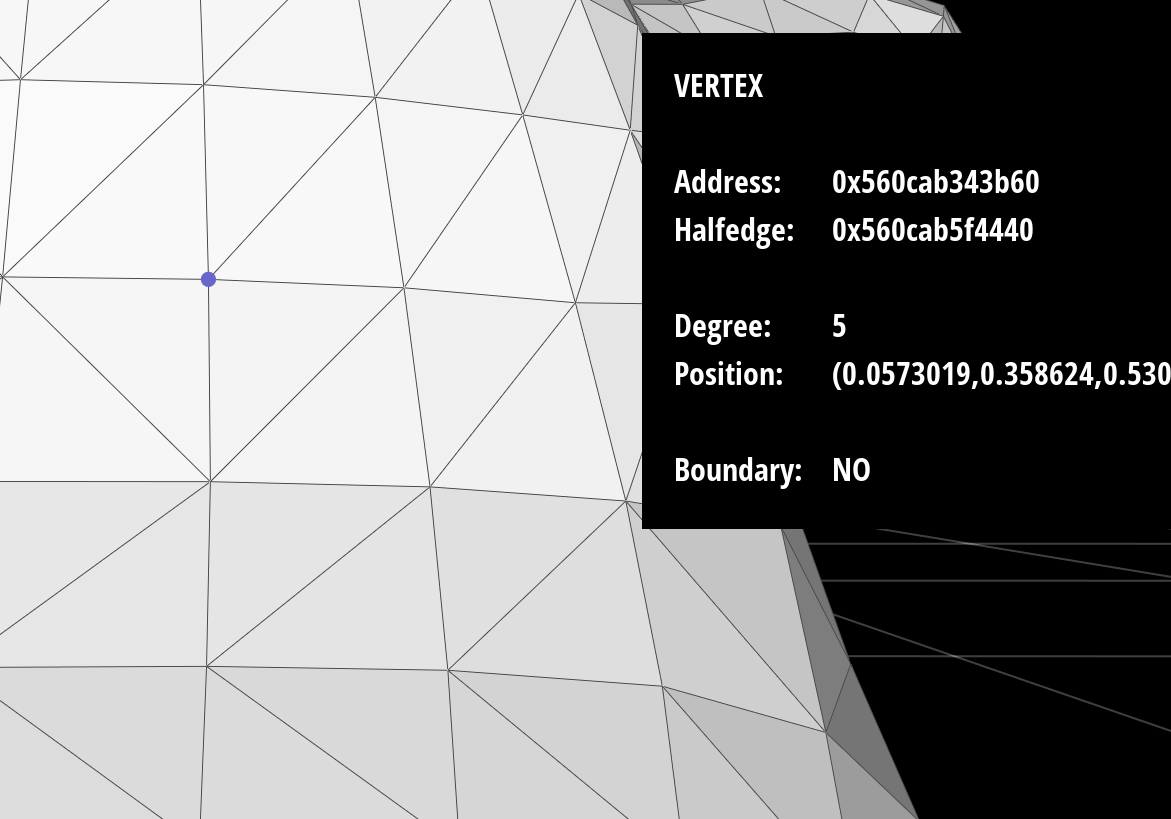 VERTEX
Address: 0x560cab343b60
Halfedge: 0x560cab5f4440
Degree: 5
Position: (0.0573019,0.358624,0.530
Boundary: NO